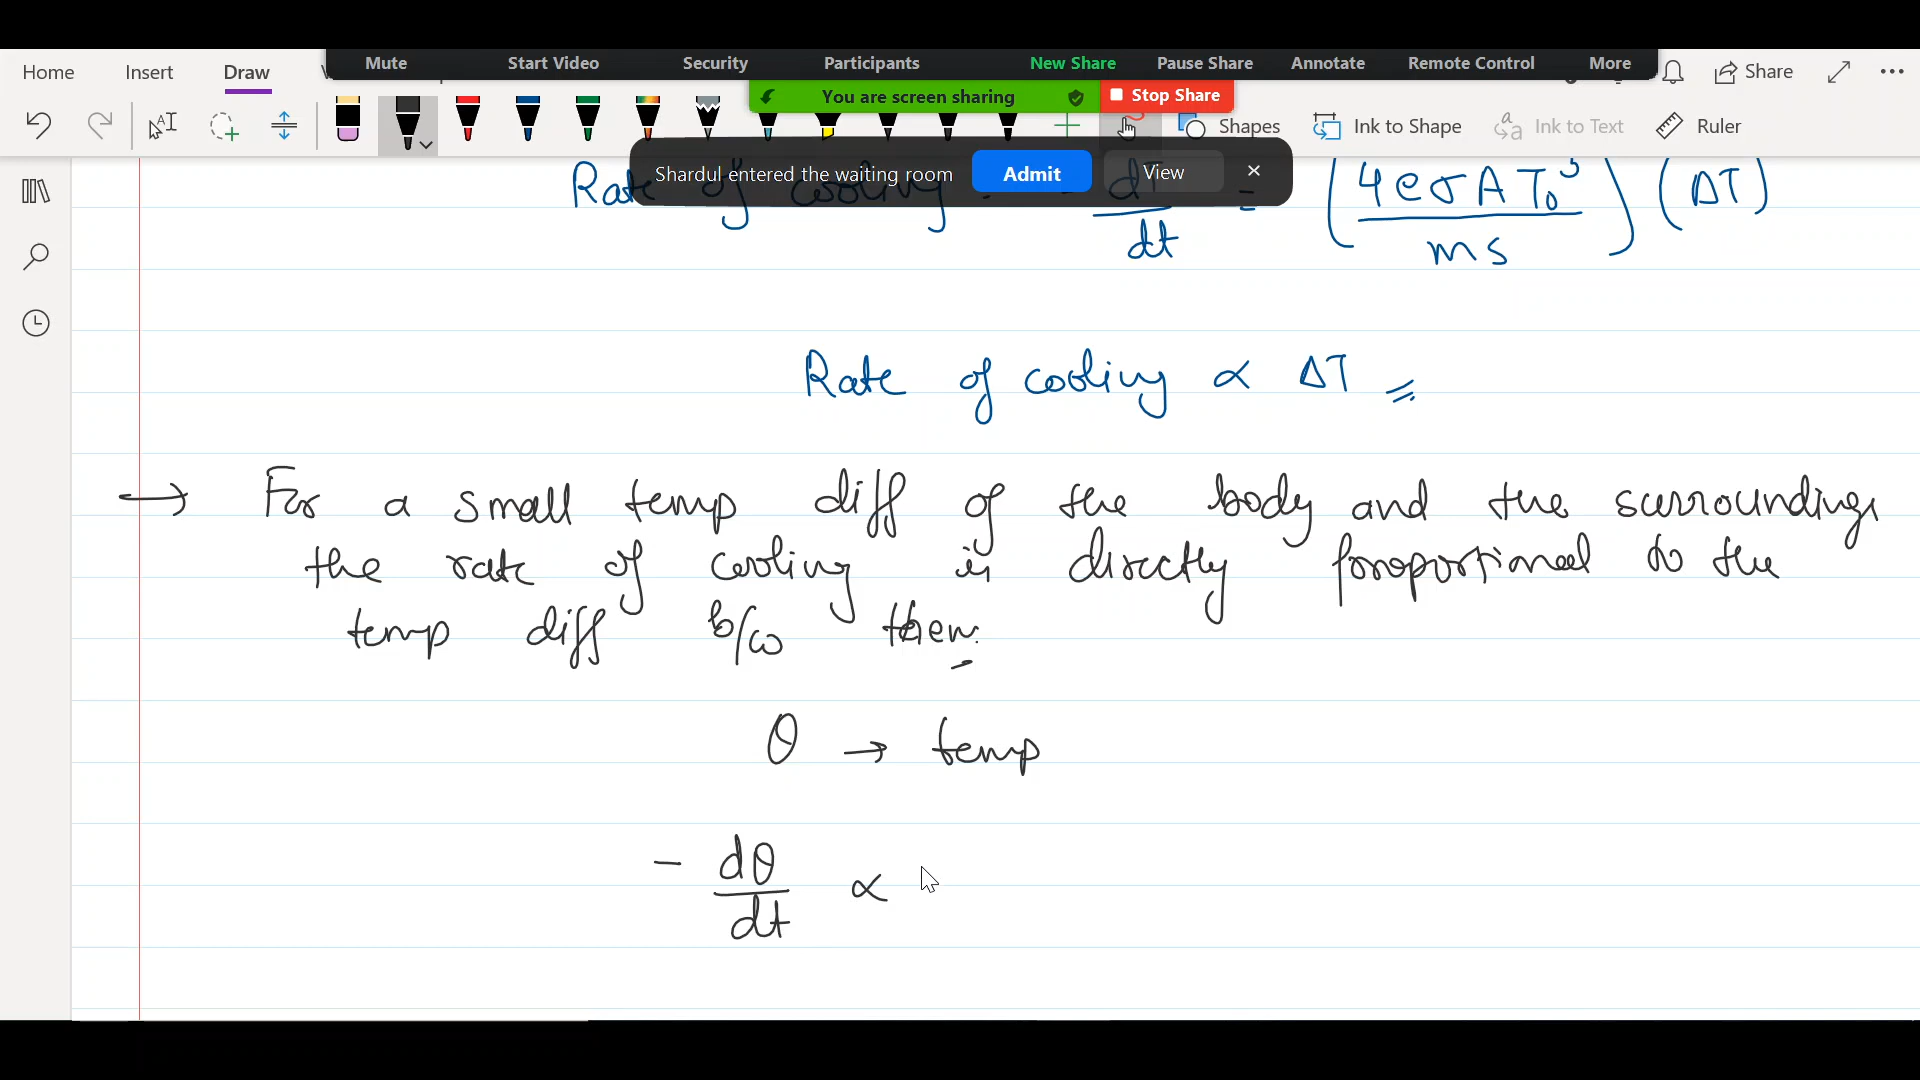 Mute Start Video Security Participants New Share Pause Share Annotate Remote Control More
Home Insert Draw Share
You are screen sharing Stop Share
Shapes Ink to Shape Ink to Text Ruler
Shardul entered the waiting room Admit View
Rate of cooling = - dT/dt = (4eσAT₀³/ms) (ΔT)
Rate of cooling ∝ ΔT
→ For a small temp diff of the body and the surroundings
the rate of cooling is directly proportional to the
temp diff b/w them.
θ → temp
- dθ/dt ∝